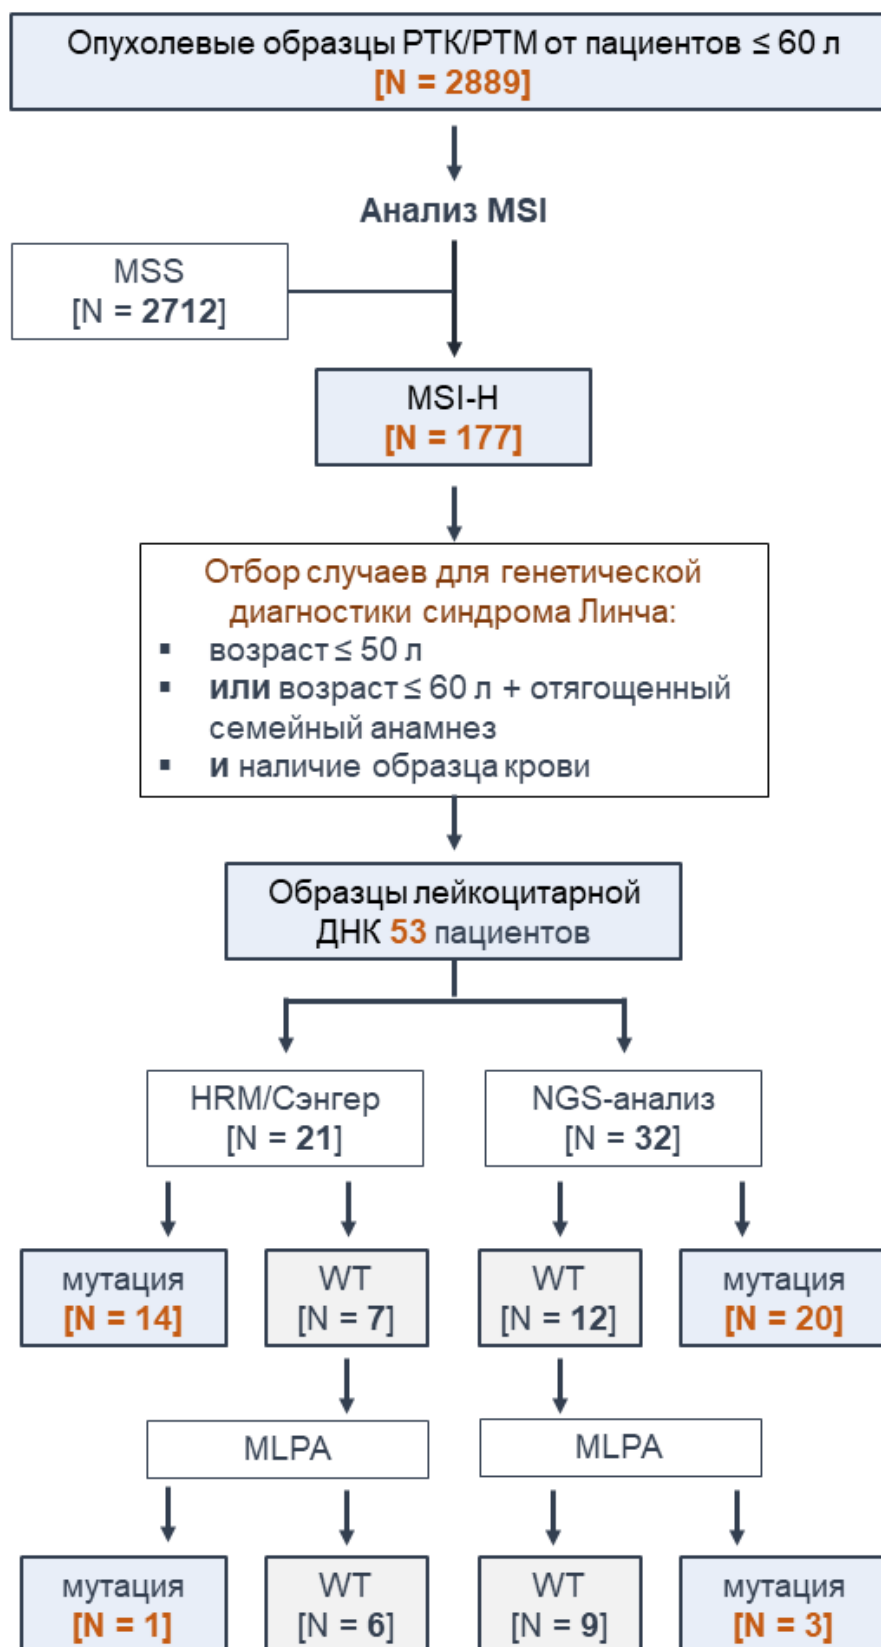 Опухолевые образцы РТК/РТМ от пациентов ≤ 60 л
[N = 2889]
Анализ MSI
MSS
[N = 2712]
MSI-H
[N = 177]
Отбор случаев для генетической
диагностики синдрома Линча:
▪ возраст ≤ 50 л
▪ или возраст ≤ 60 л + отягощенный
семейный анамнез
▪ и наличие образца крови
Образцы лейкоцитарной
ДНК 53 пациентов
HRM/Сэнгер
[N = 21]
NGS-анализ
[N = 32]
мутация
[N = 14]
WT
[N = 7]
WT
[N = 12]
мутация
[N = 20]
MLPA
MLPA
мутация
[N = 1]
WT
[N = 6]
WT
[N = 9]
мутация
[N = 3]